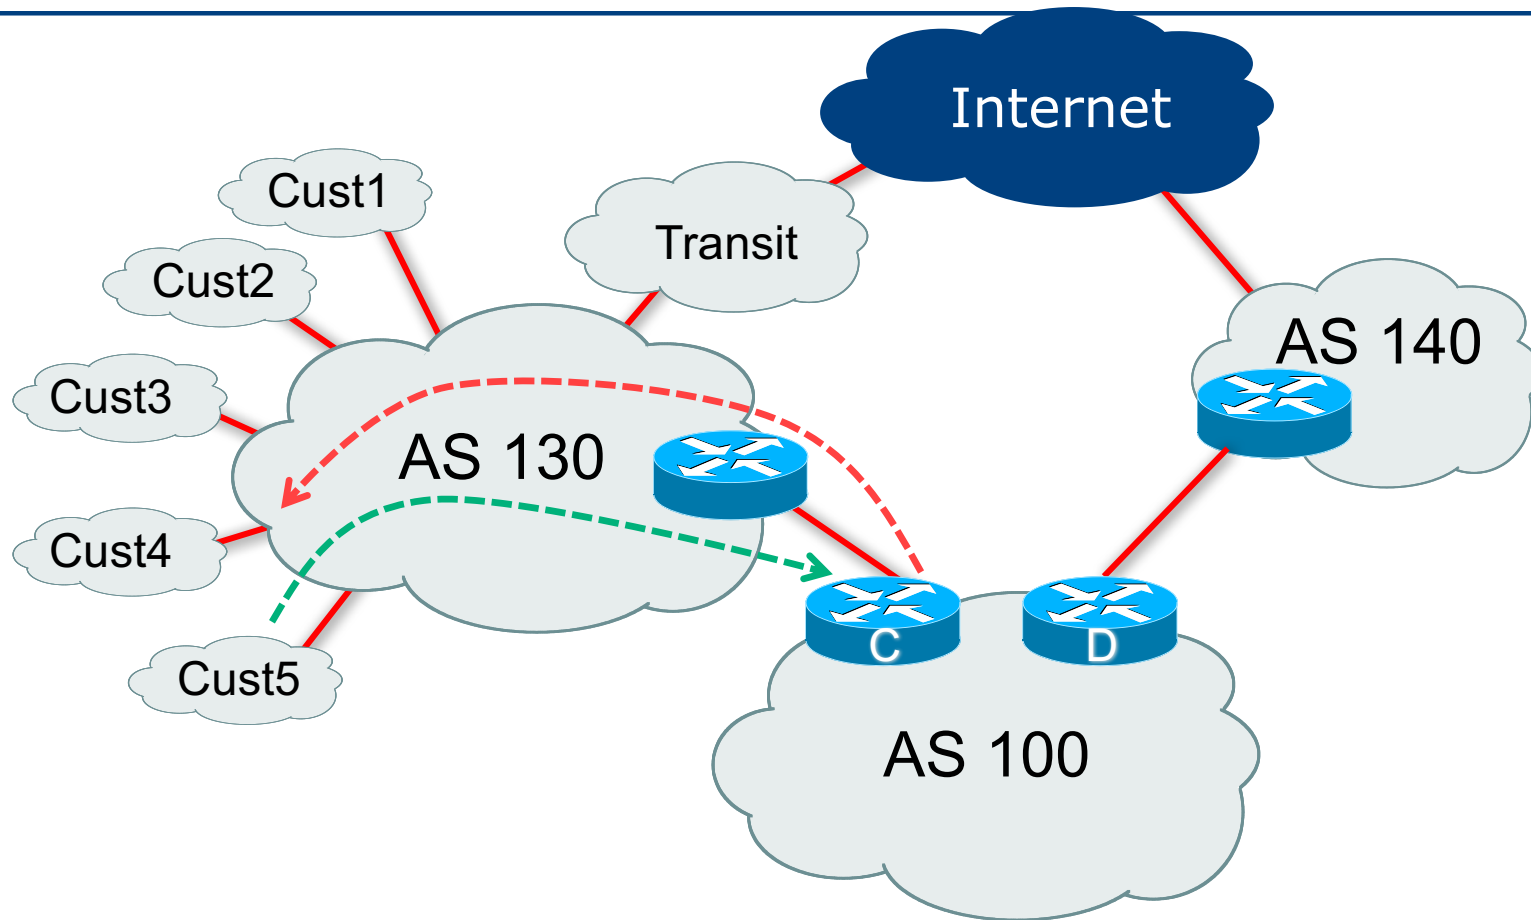 Internet
Cust1
Transit
Cust2
AS 140
Cust3
AS 130
Cust4
C
D
Cust5
AS 100